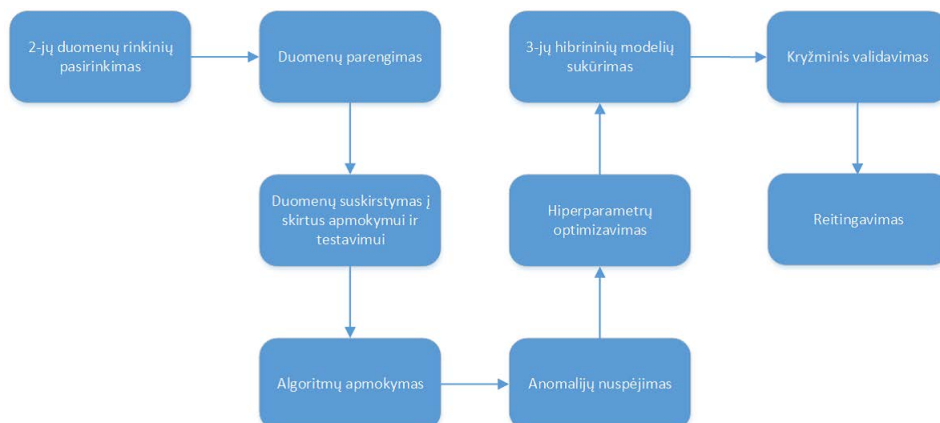 2-jų duomenų rinkinių
pasirinkimas
Duomenų parengimas
Duomenų suskirstymas į
skirtus apmokymui ir
testavimui
Algoritmų apmokymas
Anomalijų nuspėjimas
Hiperparametrų
optimizavimas
3-jų hibrininių modelių
sukūrimas
Kryžminis validavimas
Reitingavimas